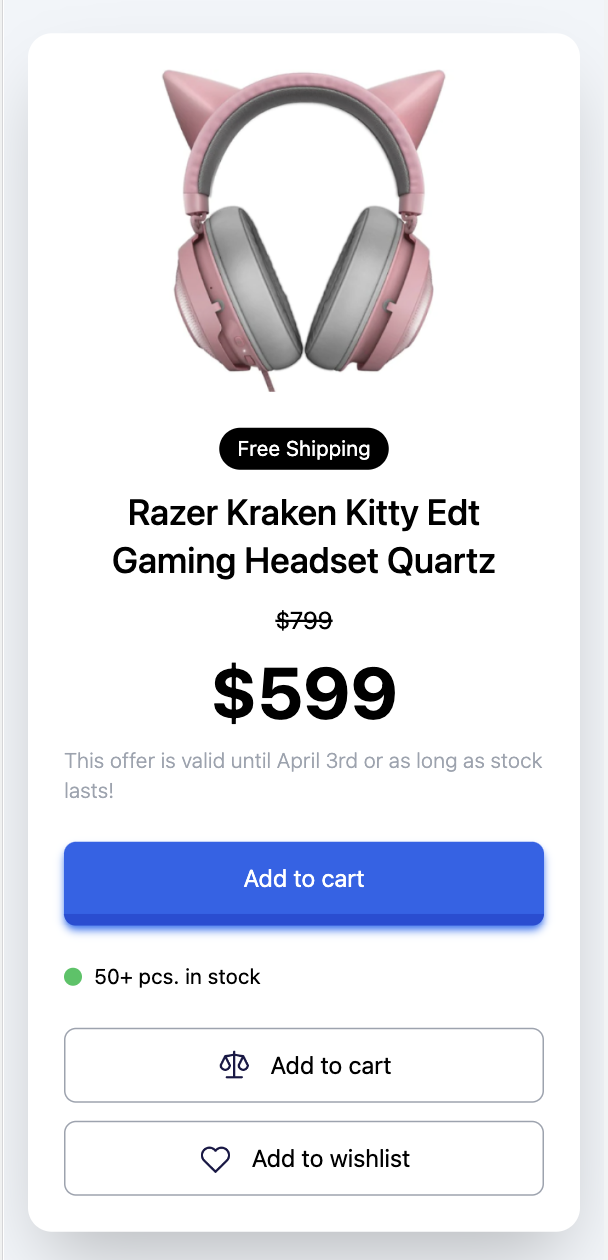 Free Shipping
Razer Kraken Kitty Edt
Gaming Headset Quartz
$799
$599
This offer is valid until April 3rd or as long as stock
lasts!
Add to cart
50+ pcs. in stock
Add to cart
Add to wishlist